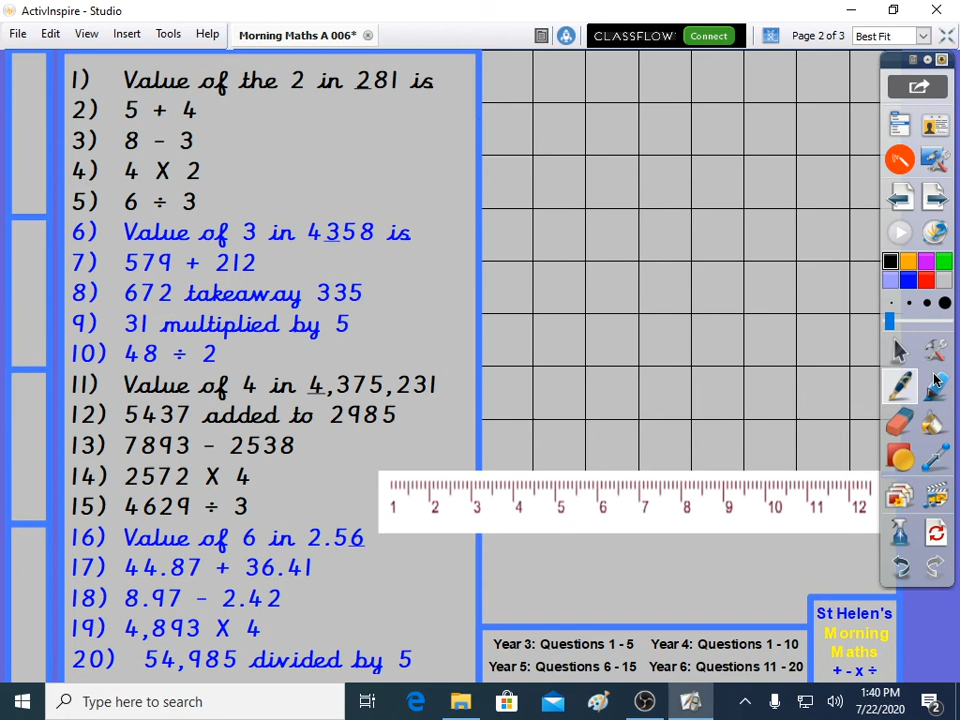 ActivInspire - Studio
File Edit View Insert Tools Help Morning Maths A 006* CLASSFLOW Connect Page 2 of 3 Best Fit
1) Value of the 2 in 281 is
2) 5 + 4
3) 8 - 3
4) 4 X 2
5) 6 ÷ 3
6) Value of 3 in 4358 is
7) 579 + 212
8) 672 takeaway 335
9) 31 multiplied by 5
10) 48 ÷ 2
11) Value of 4 in 4,375,231
12) 5437 added to 2985
13) 7893 - 2538
14) 2572 X 4
15) 4629 ÷ 3
16) Value of 6 in 2.56
17) 44.87 + 36.41
18) 8.97 - 2.42
19) 4,893 X 4
20) 54,985 divided by 5
1 2 3 4 5 6 7 8 9 10 11 12
Year 3: Questions 1 - 5 Year 4: Questions 1 - 10
Year 5: Questions 6 - 15 Year 6: Questions 11 - 20
St Helen's
Morning
Maths
+ - x ÷
Type here to search
1:40 PM
7/22/2020
2